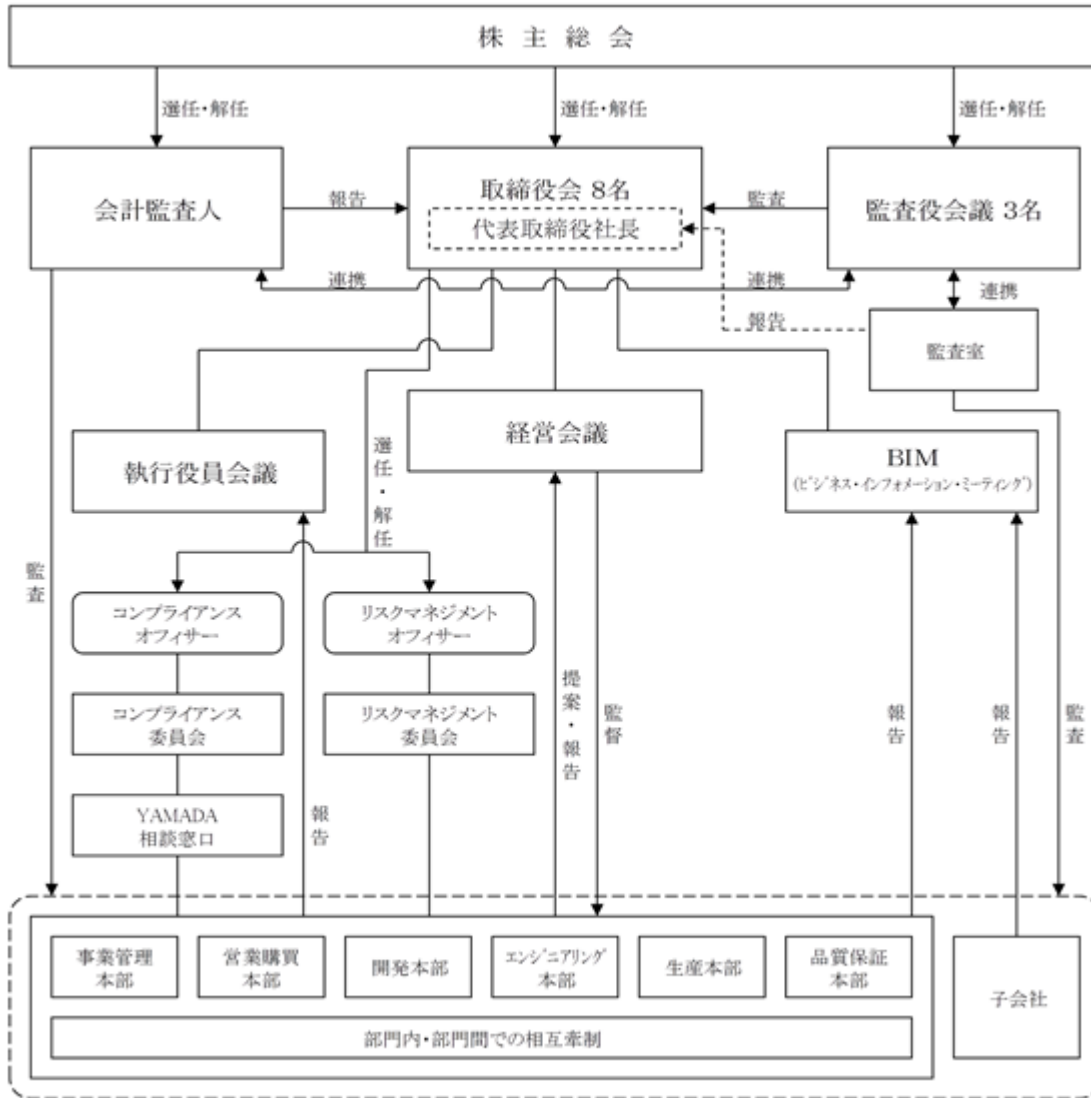 株主総会
選任・解任
選任・解任
選任・解任
会計監査人
報告
取締役会 8名
代表取締役社長
監査
監査役会議 3名
連携
連携
連携
報告
監査室
執行役員会議
選任・解任
経営会議
BIM
(ビジネス・インフォメーション・ミーティング)
監査
コンプライアンス
オフィサー
リスクマネジメント
オフィサー
コンプライアンス
委員会
リスクマネジメント
委員会
提案・報告
監督
報告
報告
監査
YAMADA
相談窓口
報告
事業管理
本部
営業購買
本部
開発本部
エンジニアリング
本部
生産本部
品質保証
本部
子会社
部門内・部門間での相互牽制